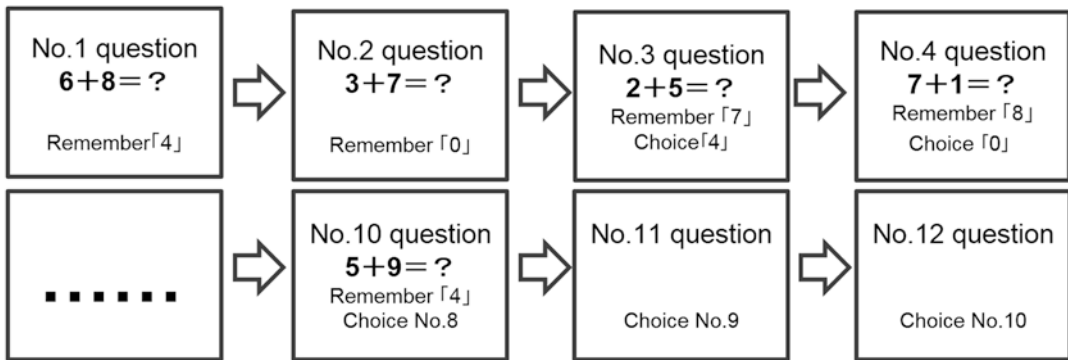 No.1 question
6+8=?
Remember「4」
No.2 question
3+7=?
Remember「0」
No.3 question
2+5=?
Remember「7」
Choice「4」
No.4 question
7+1=?
Remember「8」
Choice「0」
......
No.10 question
5+9=?
Remember「4」
Choice No.8
No.11 question
Choice No.9
No.12 question
Choice No.10